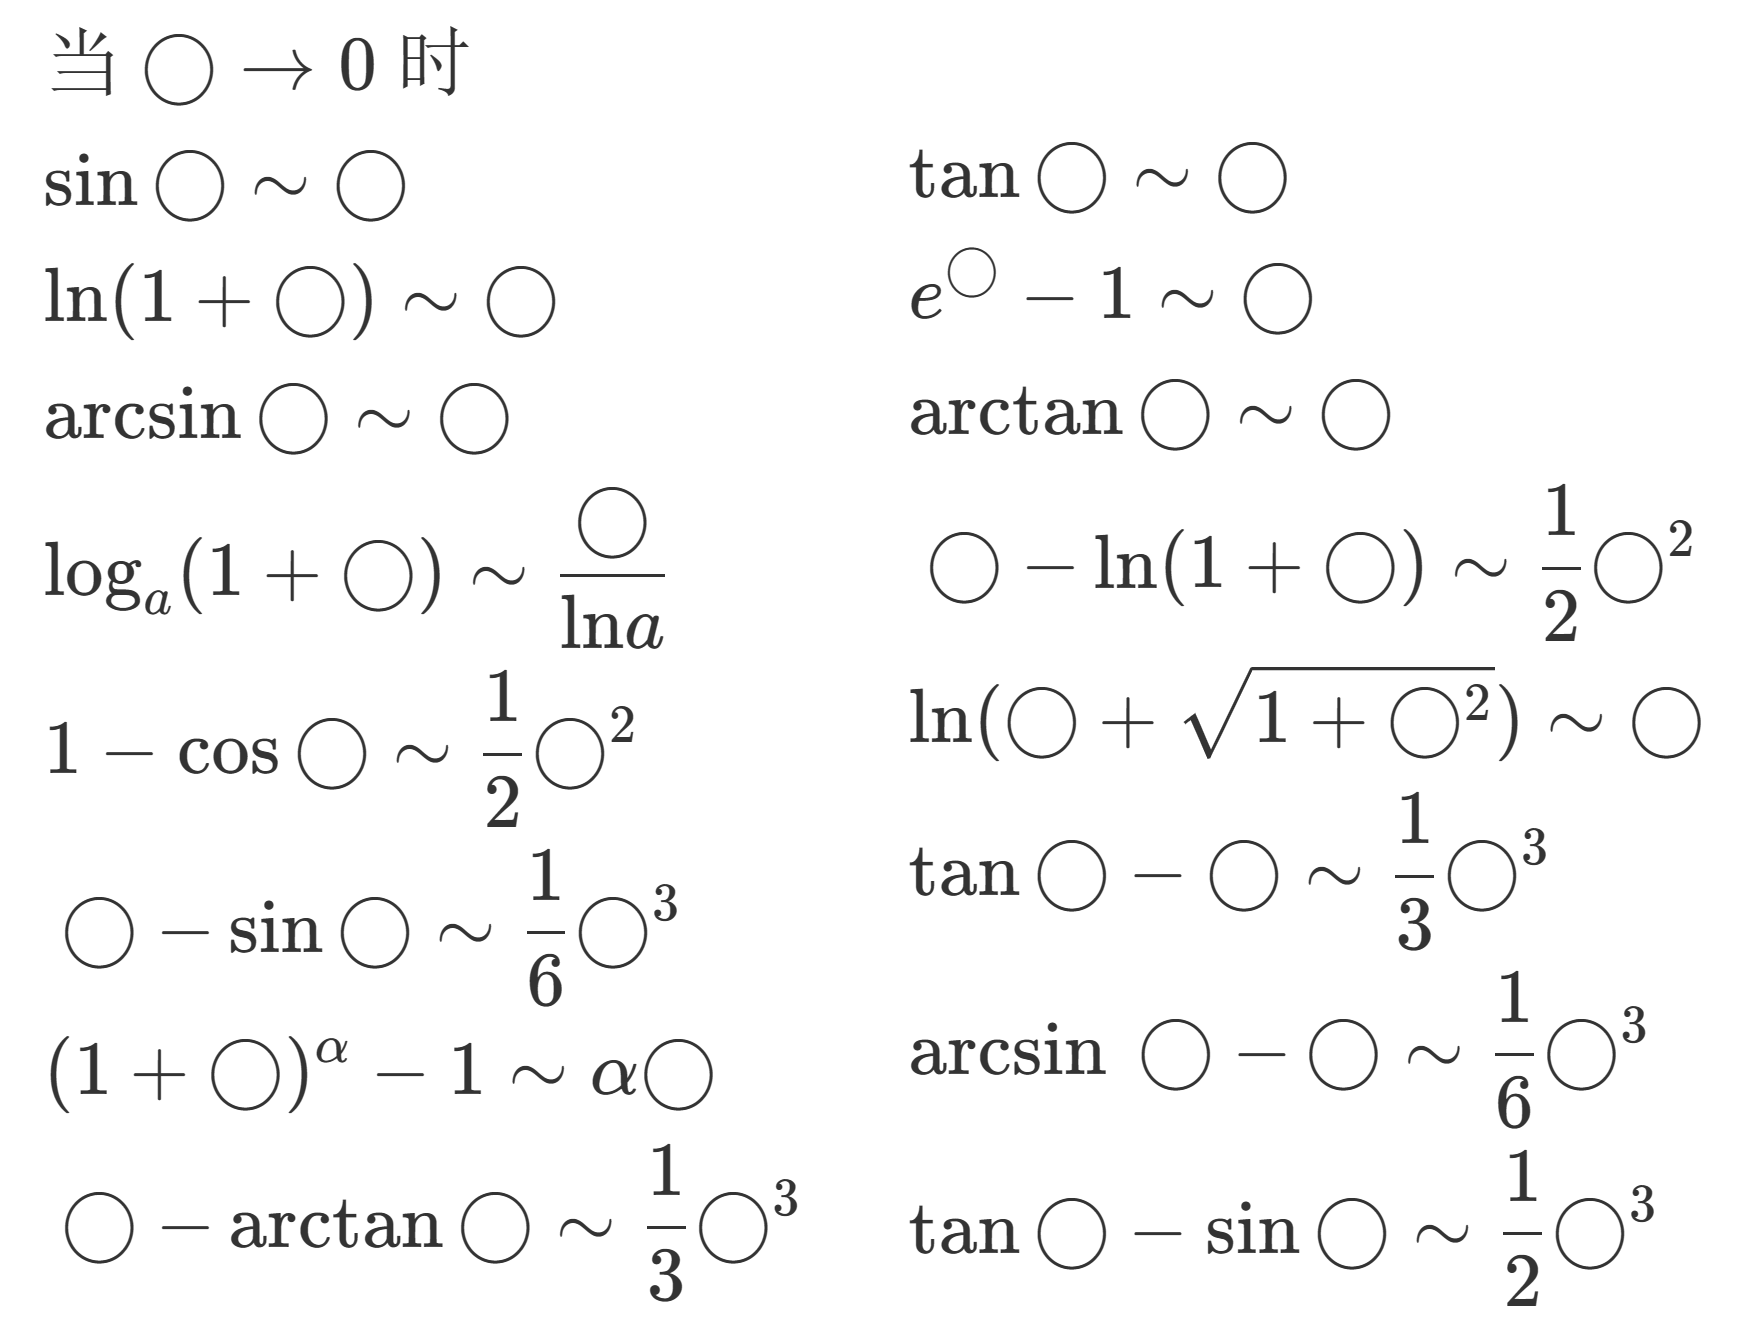 当 ○ → 0 时
sin ○ ∼ ○
tan ○ ∼ ○
ln(1 + ○) ∼ ○
e^○ − 1 ∼ ○
arcsin ○ ∼ ○
arctan ○ ∼ ○
log_a(1 + ○) ∼ ○/lna
○ − ln(1 + ○) ∼ 1/2 ○^2
1 − cos ○ ∼ 1/2 ○^2
ln(○ + √(1 + ○^2)) ∼ ○
○ − sin ○ ∼ 1/6 ○^3
tan ○ − ○ ∼ 1/3 ○^3
(1 + ○)^α − 1 ∼ α○
arcsin ○ − ○ ∼ 1/6 ○^3
○ − arctan ○ ∼ 1/3 ○^3
tan ○ − sin ○ ∼ 1/2 ○^3